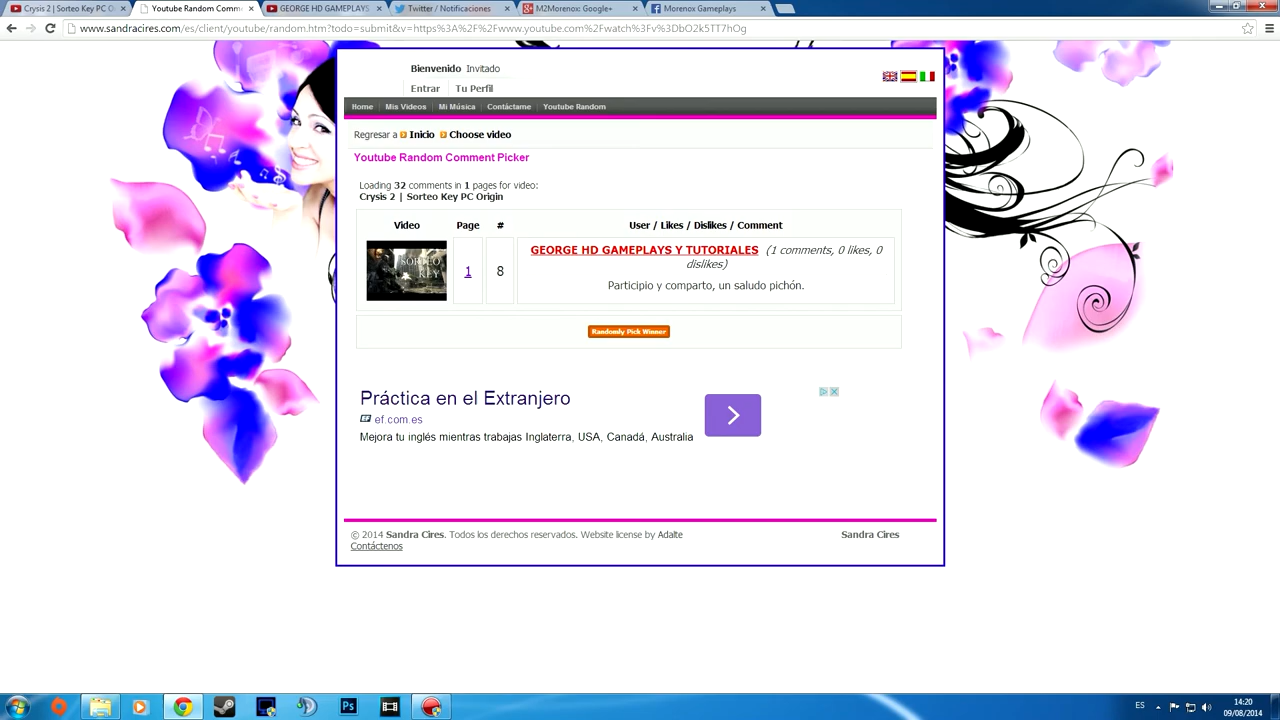 Crysis 2 | Sorteo Key PC O
Youtube Random Comm
GEORGE HD GAMEPLAYS
Twitter / Notificaciones
M2Morenox: Google+
Morenox Gameplays
www.sandracires.com/es/client/youtube/random.htm?todo=submit&v=https%3A%2F%2Fwww.youtube.com%2Fwatch%3Fv%3DbO2k5TT7hOg
Bienvenido Invitado
Entrar Tu Perfil
Home Mis Videos Mi Música Contáctame Youtube Random
Regresar a Inicio Choose video
Youtube Random Comment Picker
Loading 32 comments in 1 pages for video:
Crysis 2 | Sorteo Key PC Origin
Video Page # User / Likes / Dislikes / Comment
SORTEO
KEY
1 8 GEORGE HD GAMEPLAYS Y TUTORIALES (1 comments, 0 likes, 0
dislikes)
Participio y comparto, un saludo pichón.
Randomly Pick Winner
Práctica en el Extranjero
ef.com.es
Mejora tu inglés mientras trabajas Inglaterra, USA, Canadá, Australia
© 2014 Sandra Cires. Todos los derechos reservados. Website license by Adalte
Sandra Cires
Contáctenos
Ps
ES
14:20
09/08/2014